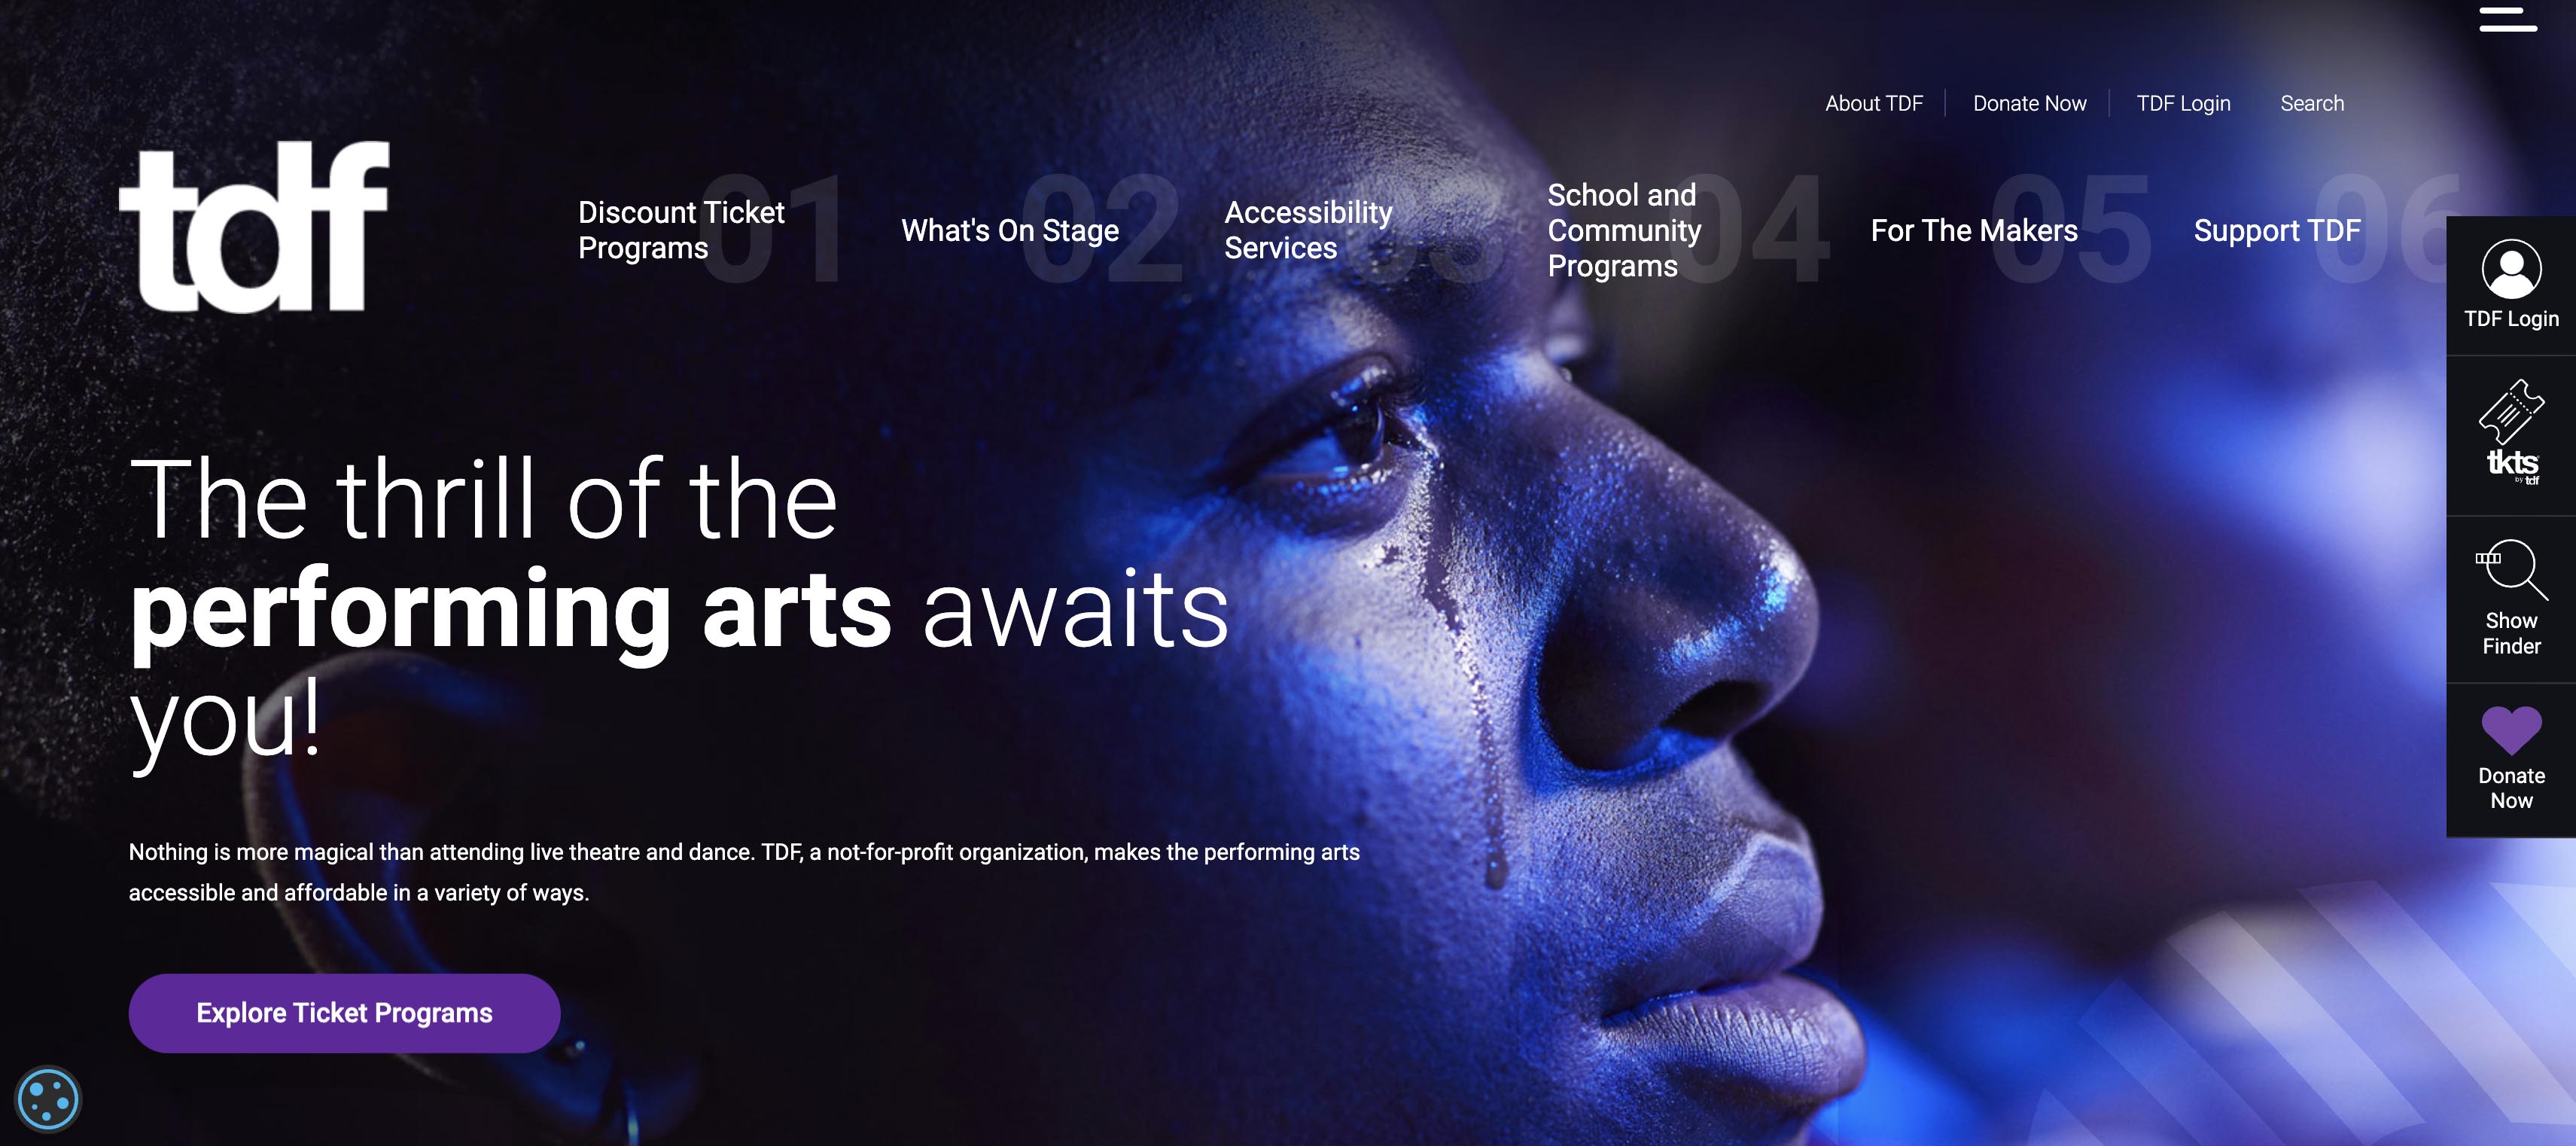 About TDF
Donate Now
TDF Login
Search
tdf
01
Discount Ticket
Programs
02
What's On Stage
03
Accessibility
Services
04
School and
Community
Programs
05
For The Makers
06
Support TDF
TDF Login
tkts
by tdf
Show
Finder
Donate
Now
The thrill of the
performing arts awaits
you!
Nothing is more magical than attending live theatre and dance. TDF, a not-for-profit organization, makes the performing arts
accessible and affordable in a variety of ways.
Explore Ticket Programs